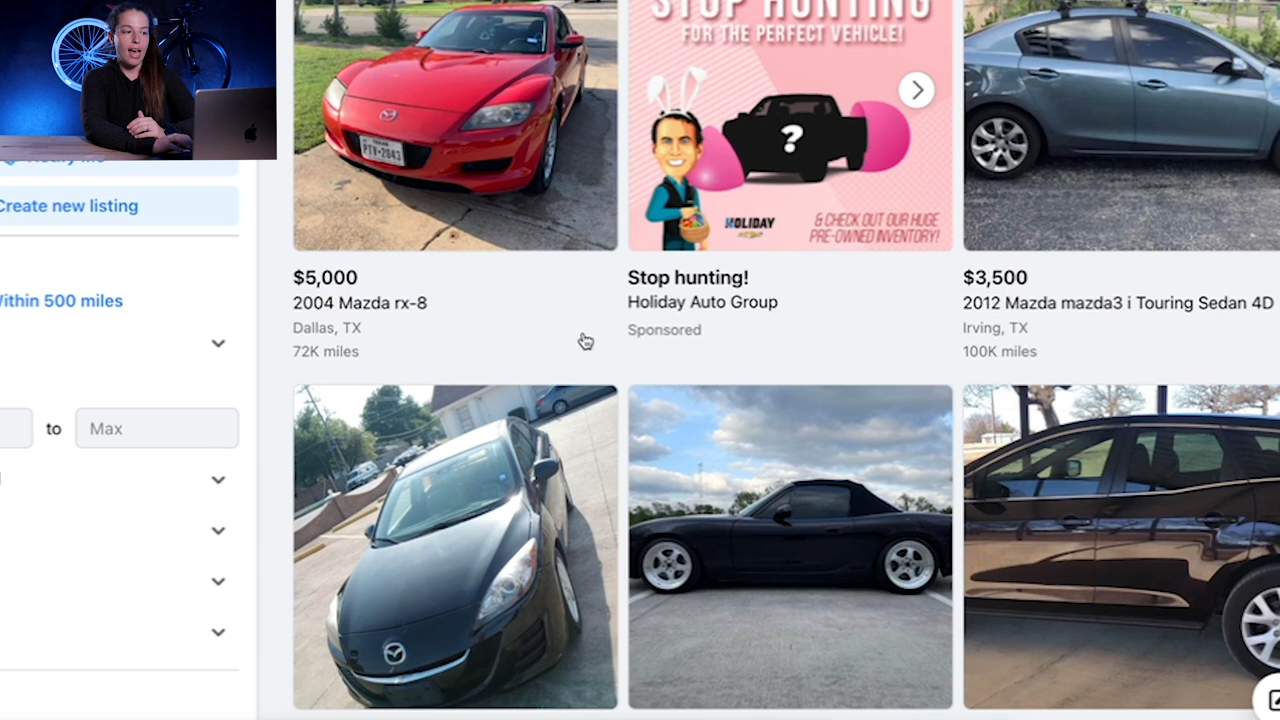 Create new listing
Within 500 miles
to
Max
PTV-2043
$5,000
2004 Mazda rx-8
Dallas, TX
72K miles
STOP HUNTING
FOR THE PERFECT VEHICLE!
?
HOLIDAY
& CHECK OUT OUR HUGE
PRE-OWNED INVENTORY!
Stop hunting!
Holiday Auto Group
Sponsored
$3,500
2012 Mazda mazda3 i Touring Sedan 4D
Irving, TX
100K miles